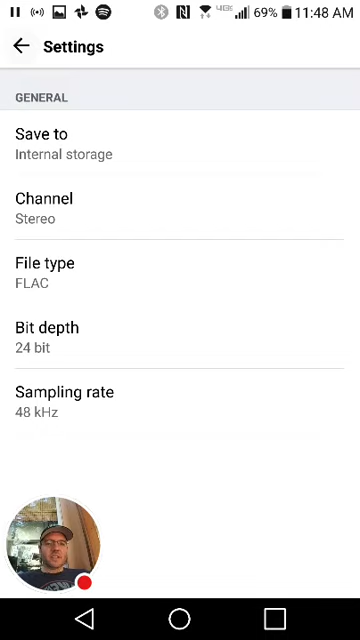 69% 11:48 AM
Settings
GENERAL
Save to
Internal storage
Channel
Stereo
File type
FLAC
Bit depth
24 bit
Sampling rate
48 kHz